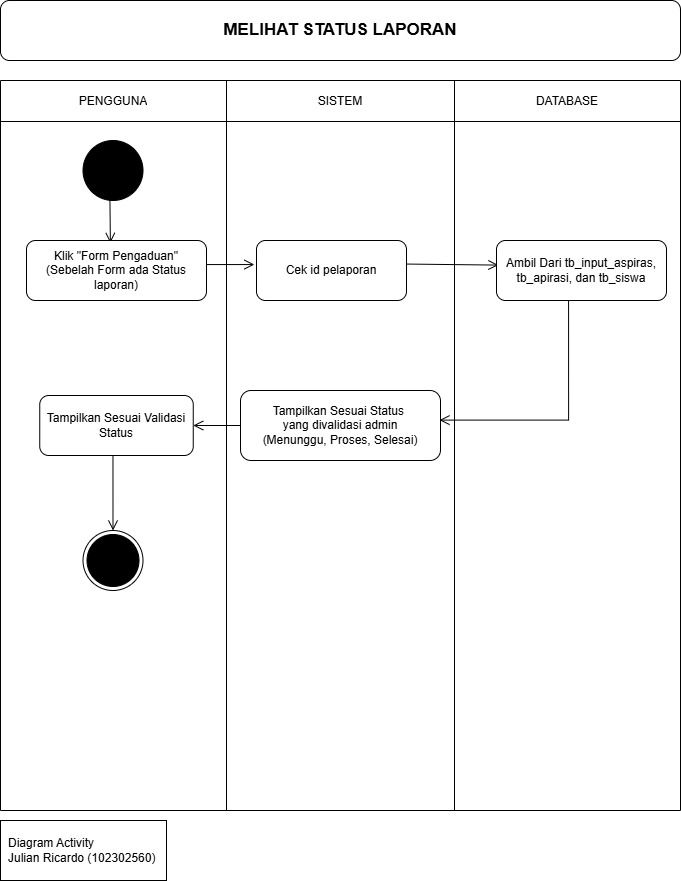 MELIHAT STATUS LAPORAN
PENGGUNA
SISTEM
DATABASE
Klik "Form Pengaduan"
(Sebelah Form ada Status
laporan)
Cek id pelaporan
Ambil Dari tb_input_aspiras,
tb_apirasi, dan tb_siswa
Tampilkan Sesuai Validasi
Status
Tampilkan Sesuai Status
yang divalidasi admin
(Menunggu, Proses, Selesai)
Diagram Activity
Julian Ricardo (102302560)